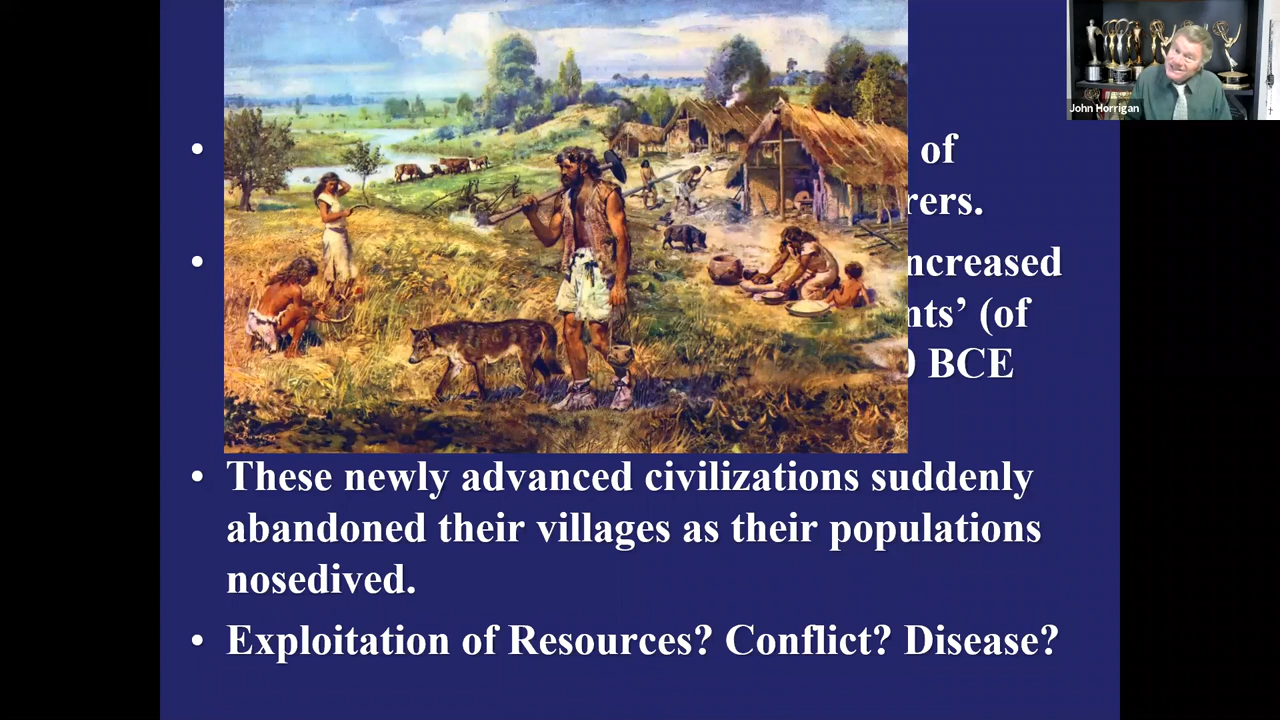 John Horrigan
• of
rers.
• ncreased
nts’ (of
BCE
• These newly advanced civilizations suddenly
abandoned their villages as their populations
nosedived.
• Exploitation of Resources? Conflict? Disease?